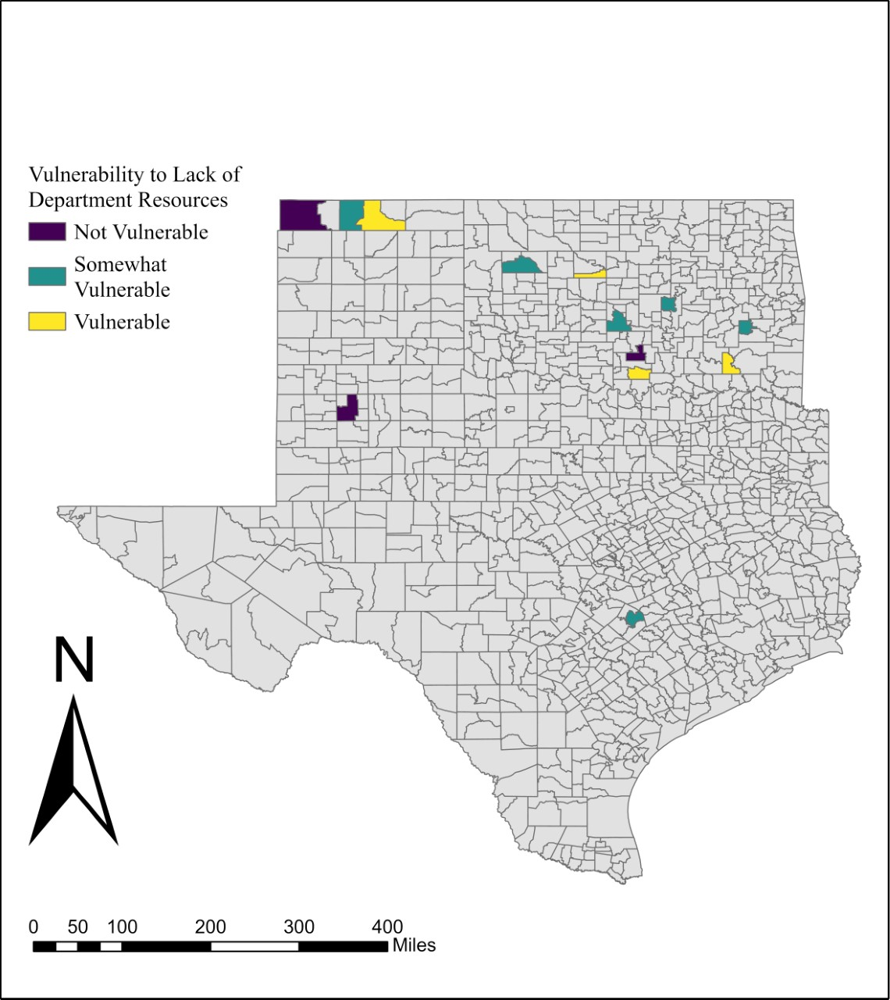 Vulnerability to Lack of
Department Resources
Not Vulnerable
Somewhat
Vulnerable
Vulnerable
N
0 50 100 200 300 400
Miles